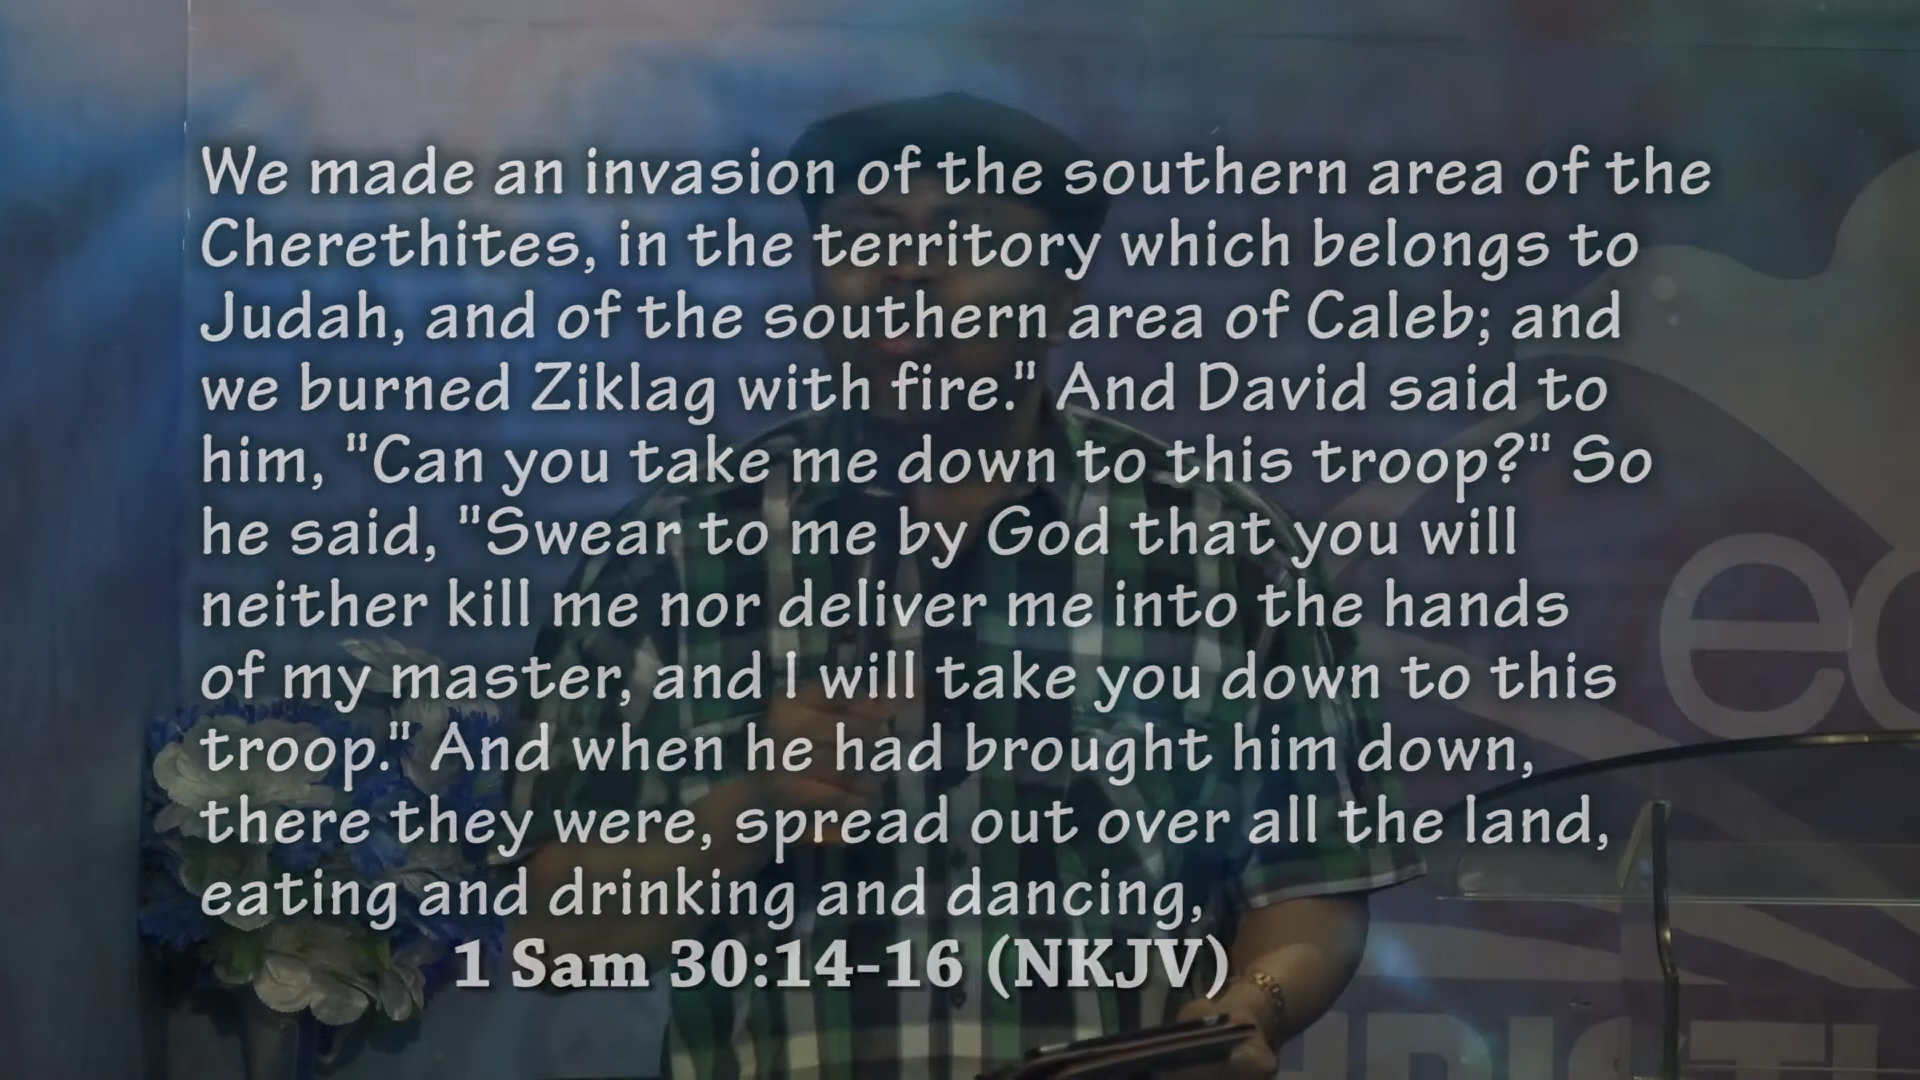 We made an invasion of the southern area of the
Cherethites, in the territory which belongs to
Judah, and of the southern area of Caleb; and
we burned Ziklag with fire." And David said to
him, "Can you take me down to this troop?" So
he said, "Swear to me by God that you will
neither kill me nor deliver me into the hands
of my master, and I will take you down to this
troop." And when he had brought him down,
there they were, spread out over all the land,
eating and drinking and dancing,
1 Sam 30:14-16 (NKJV)